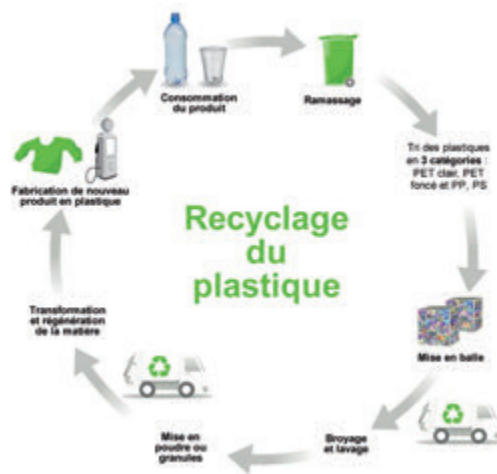 Consommation
du produit
Ramassage
Tri des plastiques
en 3 catégories :
PET clair, PET
foncé et PP, PS
Mise en balle
Broyage
et lavage
Mise en
poudre ou
granules
Transformation
et régénération
de la matière
Fabrication de nouveau
produit en plastique
Recyclage
du
plastique